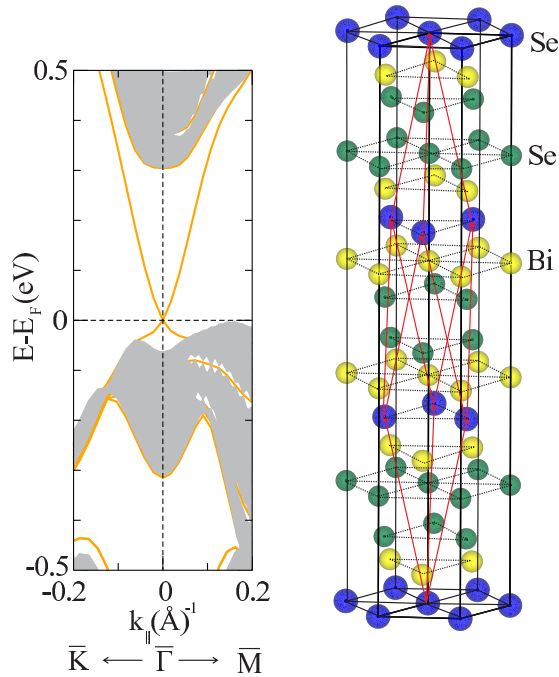 0.5
0
-0.5
E-E_F(eV)
-0.2
0
0.2
k_||(Å)^-1
K̅ ← Γ̅ → M̅
Se
Se
Bi